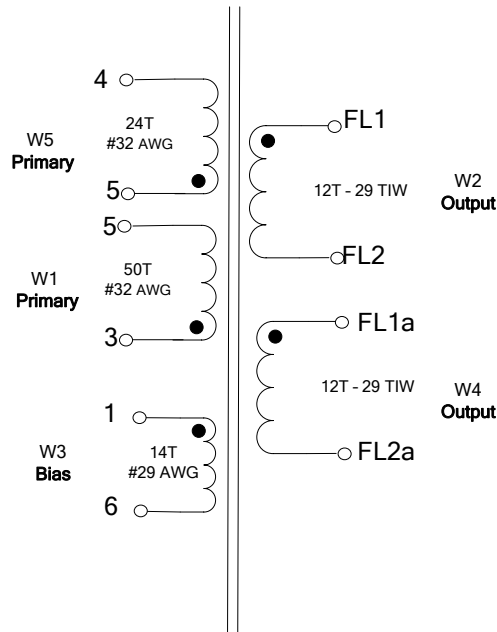 4
24T
#32 AWG
W5
Primary
5
5
50T
#32 AWG
W1
Primary
3
1
14T
#29 AWG
W3
Bias
6
FL1
12T - 29 TIW
W2
Output
FL2
FL1a
12T - 29 TIW
W4
Output
FL2a